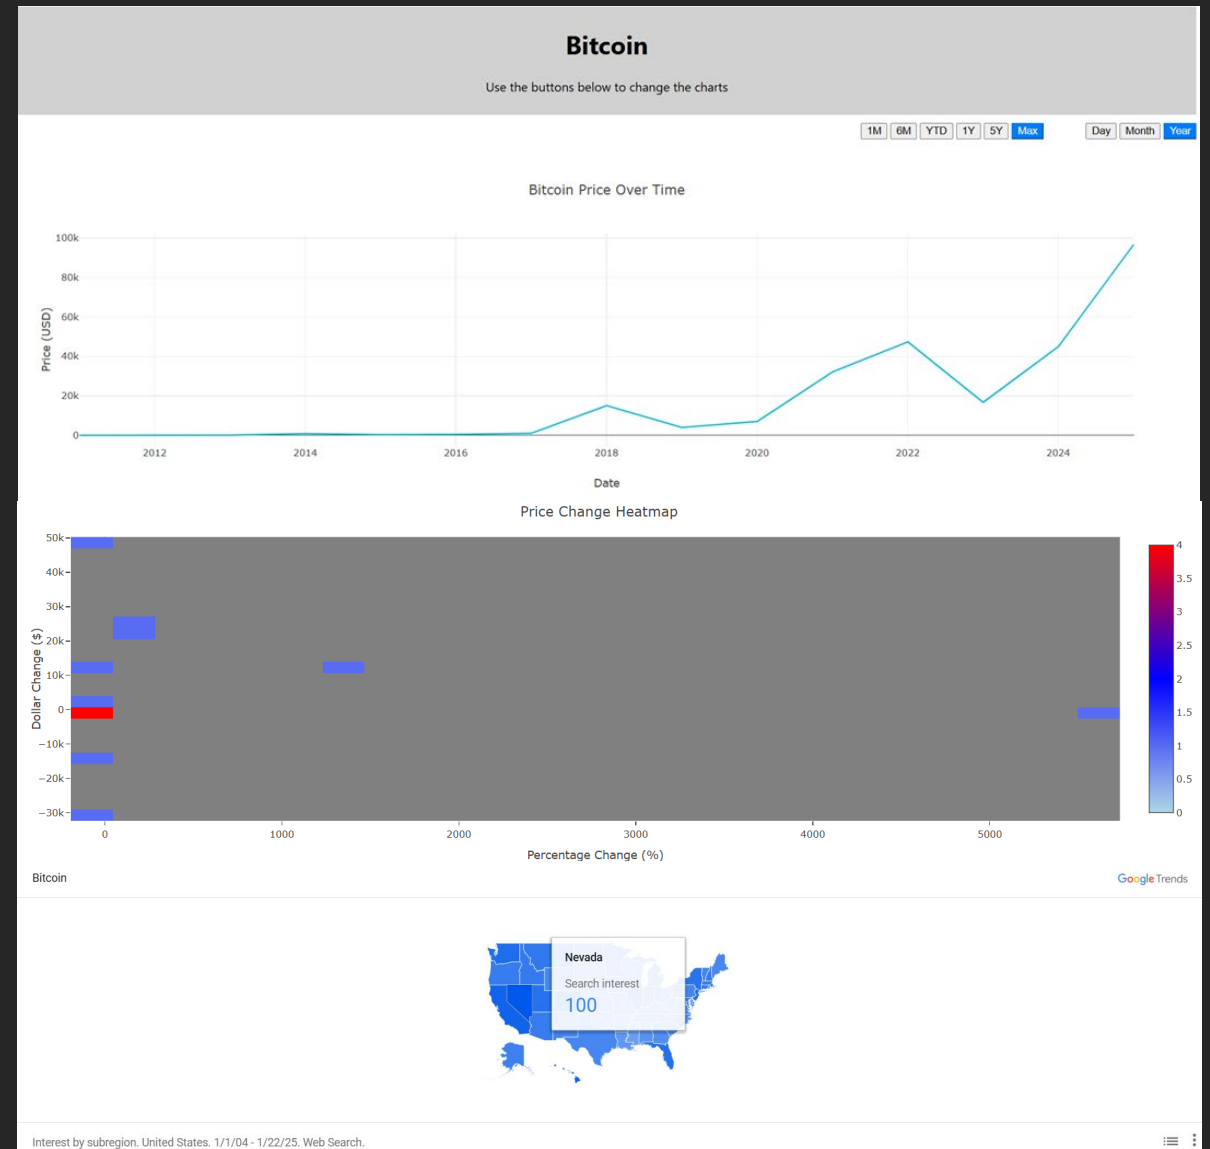 Bitcoin
Use the buttons below to change the charts
1M 6M YTD 1Y 5Y Max Day Month Year
Bitcoin Price Over Time
100k
80k
60k
40k
20k
0
Price (USD)
2012 2014 2016 2018 2020 2022 2024
Date
Price Change Heatmap
50k
40k
30k
20k
10k
0
−10k
−20k
−30k
Dollar Change ($)
0 1000 2000 3000 4000 5000
Percentage Change (%)
4
3.5
3
2.5
2
1.5
1
0.5
0
Bitcoin
Google Trends
Nevada
Search interest
100
Interest by subregion. United States. 1/1/04 - 1/22/25. Web Search.